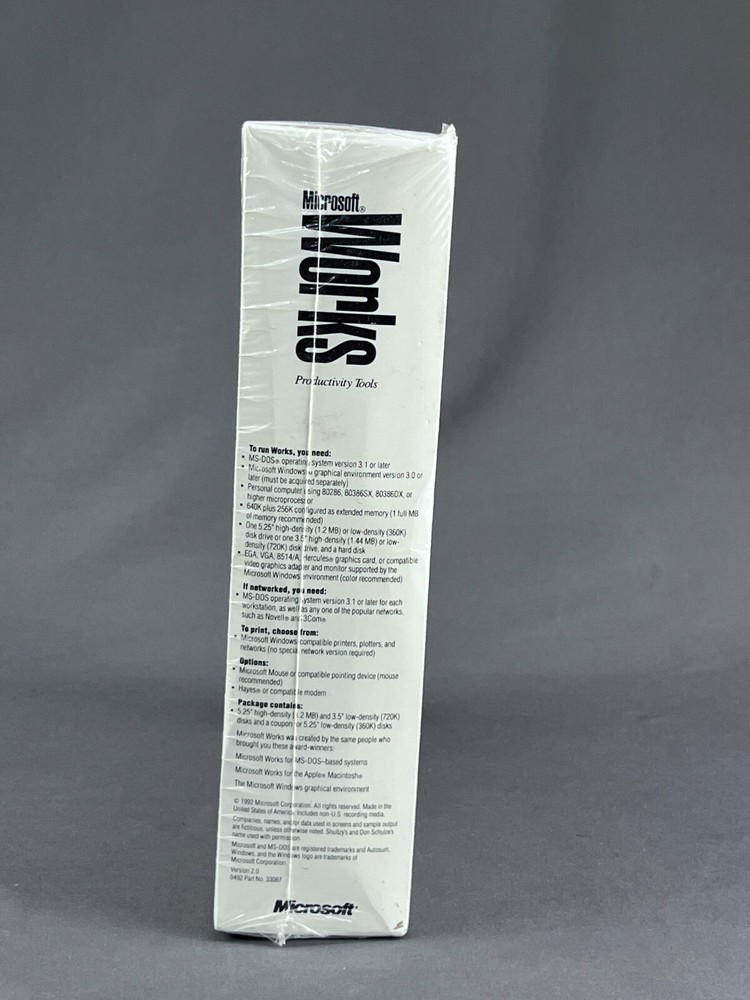 Microsoft®
Works
Productivity Tools
To run Works, you need:
• MS-DOS® operating system version 3.1 or later
• Microsoft Windows™ graphical environment version 3.0 or
later (must be acquired separately)
• Personal computer using 80286, 80386SX, 80386DX, or
higher microprocessor
• 640K plus 256K configured as extended memory (1 full MB
of memory recommended)
• One 5.25" high-density (1.2 MB) or low-density (360K)
disk drive or one 3.5" high-density (1.44 MB) or low-
density (720K) disk drive, and a hard disk
• EGA, VGA, 8514/A, Hercules® graphics card, or compatible
video graphics adapter and monitor supported by the
Microsoft Windows environment (color recommended)
If networked, you need:
• MS-DOS operating system version 3.1 or later for each
workstation, as well as any one of the popular networks,
such as Novell® and 3Com®
To print, choose from:
• Microsoft Windows-compatible printers, plotters, and
networks (no special network version required)
Options:
• Microsoft Mouse or compatible pointing device (mouse
recommended)
• Hayes® or compatible modem
Package contains:
• 5.25" high-density (1.2 MB) and 3.5" low-density (720K)
disks and a coupon for 5.25" low-density (360K) disks
Microsoft Works was created by the same people who
brought you these award-winners:
Microsoft Works for MS-DOS–based systems
Microsoft Works for the Apple® Macintosh®
The Microsoft Windows graphical environment
© 1992 Microsoft Corporation. All rights reserved. Made in the
United States of America. Includes non-U.S. recording media.
Companies, names, and/or data used in screens and sample output
are fictitious, unless otherwise noted. Shultzy's and Don Schulze's
name used with permission.
Microsoft and MS-DOS are registered trademarks and Autosum,
Windows, and the Windows logo are trademarks of
Microsoft Corporation.
Version 2.0
0492 Part No. 33087
Microsoft®